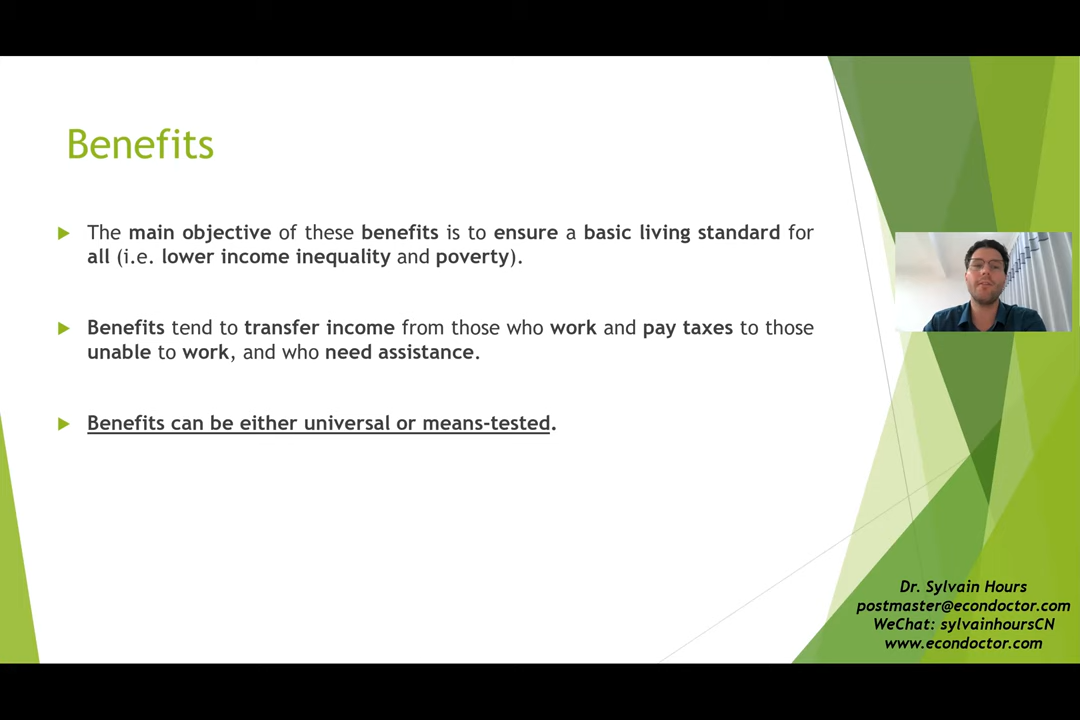 Benefits
The main objective of these benefits is to ensure a basic living standard for
all (i.e. lower income inequality and poverty).
Benefits tend to transfer income from those who work and pay taxes to those
unable to work, and who need assistance.
Benefits can be either universal or means-tested.
Dr. Sylvain Hours
postmaster@econdoctor.com
WeChat: sylvainhoursCN
www.econdoctor.com